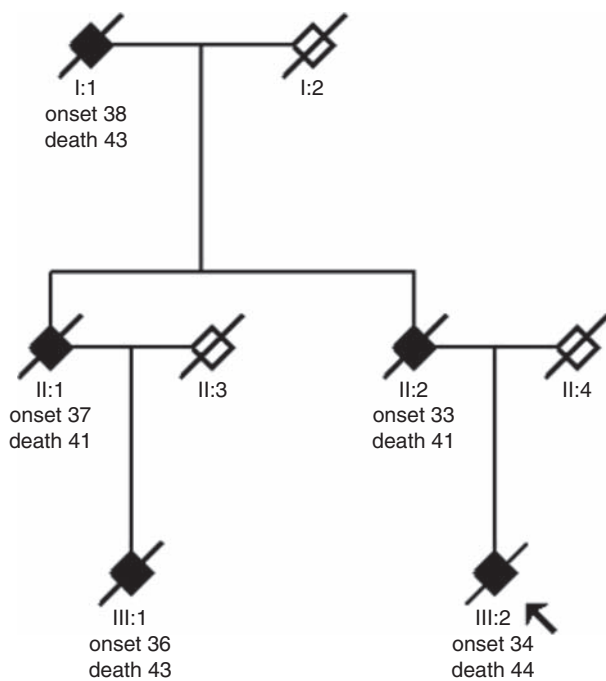 I:1
onset 38
death 43
I:2
II:1
onset 37
death 41
II:3
II:2
onset 33
death 41
II:4
III:1
onset 36
death 43
III:2
onset 34
death 44